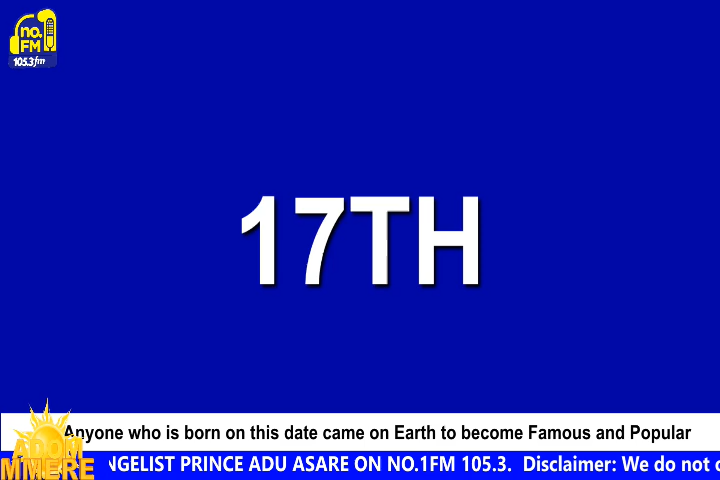 no.1
FM
105.3fm
17TH
Anyone who is born on this date came on Earth to become Famous and Popular
ADOM
MMERE
NGELIST PRINCE ADU ASARE ON NO.1FM 105.3. Disclaimer: We do not